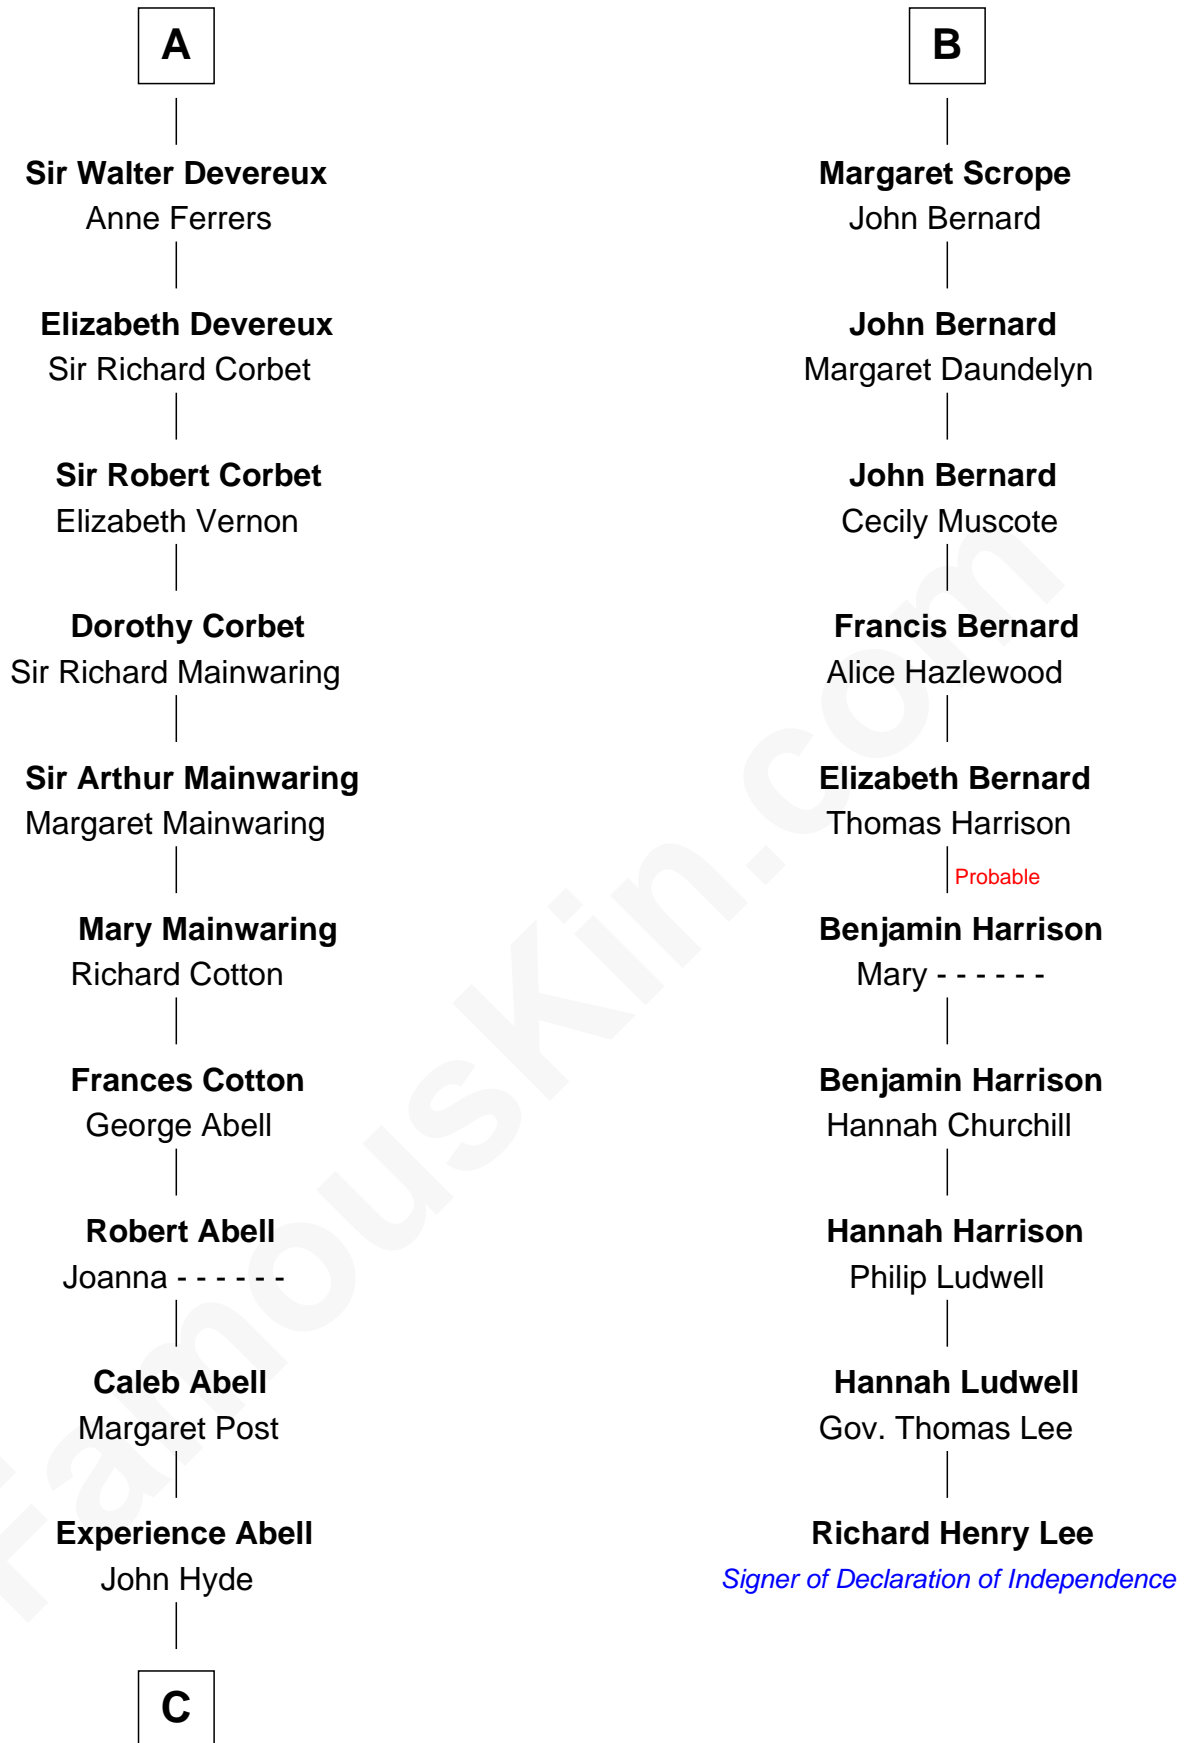 A
Sir Walter Devereux
Anne Ferrers
Elizabeth Devereux
Sir Richard Corbet
Sir Robert Corbet
Elizabeth Vernon
Dorothy Corbet
Sir Richard Mainwaring
Sir Arthur Mainwaring
Margaret Mainwaring
Mary Mainwaring
Richard Cotton
Frances Cotton
George Abell
Robert Abell
Joanna - - - - - -
Caleb Abell
Margaret Post
Experience Abell
John Hyde
C
B
Margaret Scrope
John Bernard
John Bernard
Margaret Daundelyn
John Bernard
Cecily Muscote
Francis Bernard
Alice Hazlewood
Elizabeth Bernard
Thomas Harrison
Probable
Benjamin Harrison
Mary - - - - - -
Benjamin Harrison
Hannah Churchill
Hannah Harrison
Philip Ludwell
Hannah Ludwell
Gov. Thomas Lee
Richard Henry Lee
Signer of Declaration of Independence
FamousKin.com